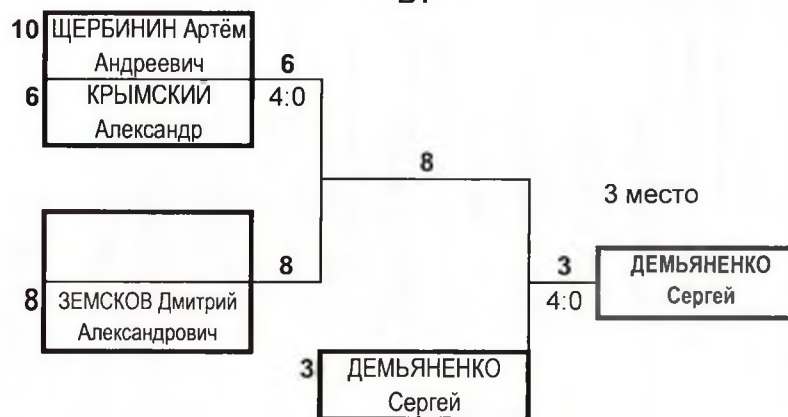 10 ЩЕРБИНИН Артём
Андреевич
6
6 КРЫМСКИЙ
Александр
4:0
8
3 место
8
8 ЗЕМСКОВ Дмитрий
Александрович
3
4:0
ДЕМЬЯНЕНКО
Сергей
3 ДЕМЬЯНЕНКО
Сергей